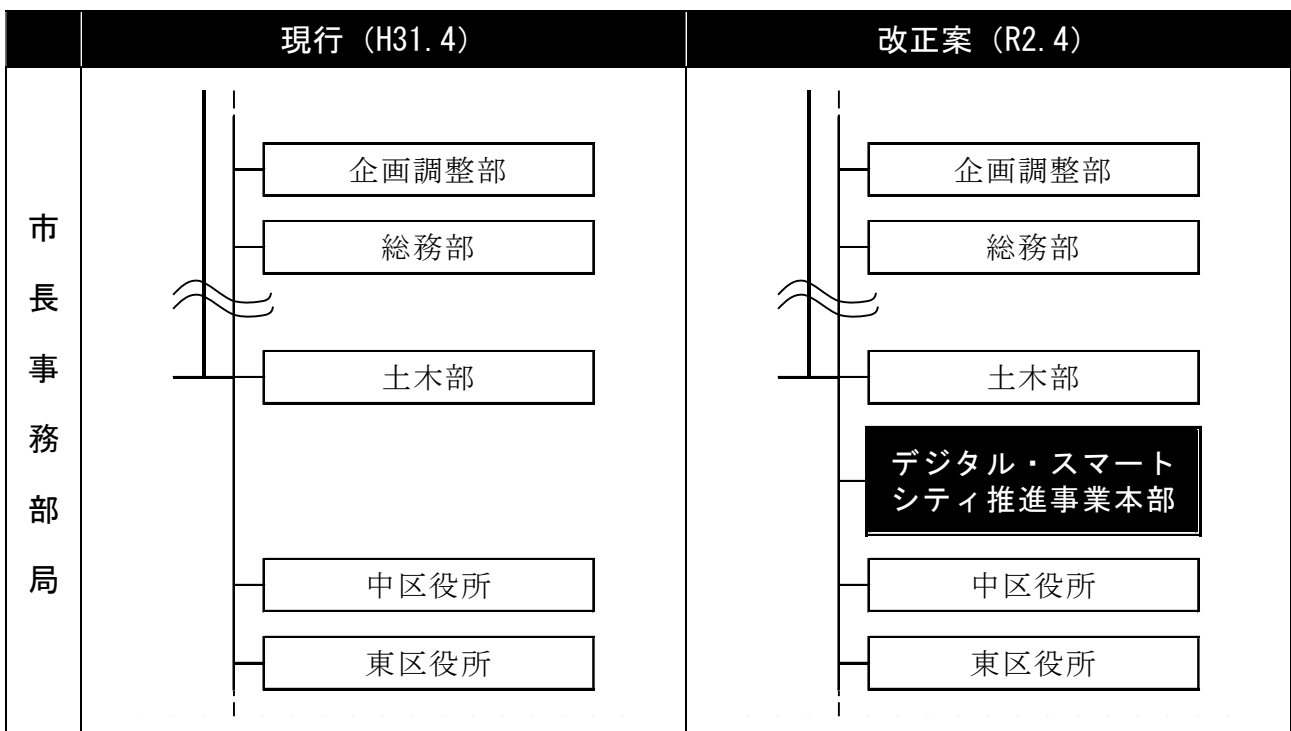 現行（H31.4）
改正案（R2.4）
市長事務部局
企画調整部
総務部
土木部
中区役所
東区役所
企画調整部
総務部
土木部
デジタル・スマート
シティ推進事業本部
中区役所
東区役所